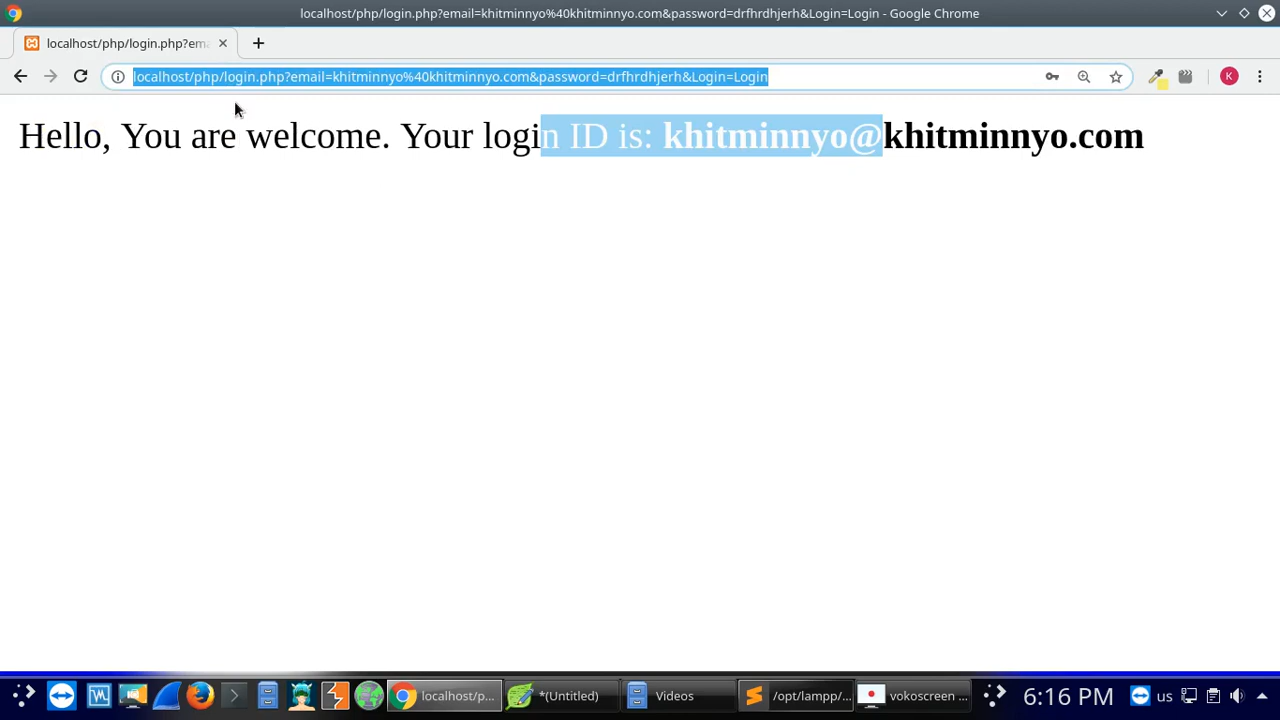 localhost/php/login.php?email=khitminnyo%40khitminnyo.com&password=drfhrdhjerh&Login=Login - Google Chrome
localhost/php/login.php?ema
localhost/php/login.php?email=khitminnyo%40khitminnyo.com&password=drfhrdhjerh&Login=Login
K
Hello, You are welcome. Your login ID is: khitminnyo@khitminnyo.com
localhost/p...
*(Untitled)
Videos
/opt/lampp/...
vokoscreen ...
6:16 PM
us